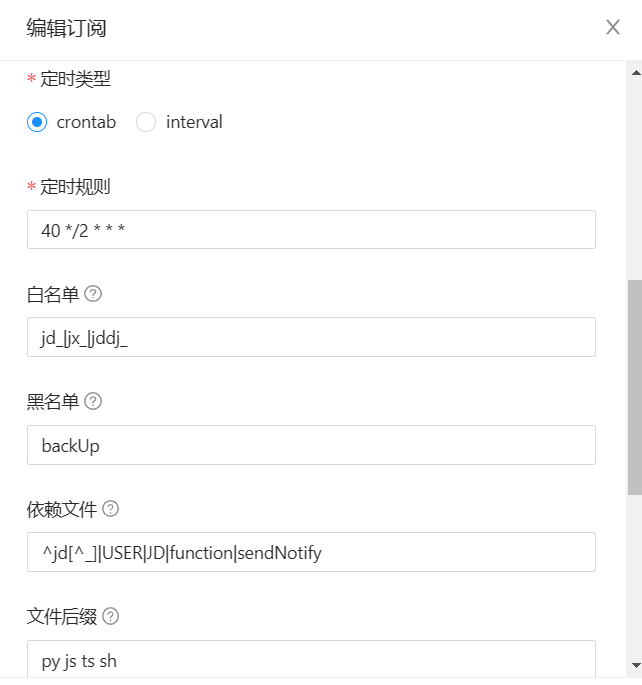 编辑订阅
* 定时类型
crontab interval
* 定时规则
40 */2 * * *
白名单
jd_|jx_|jddj_
黑名单
backUp
依赖文件
^jd[^_]|USER|JD|function|sendNotify
文件后缀
py js ts sh